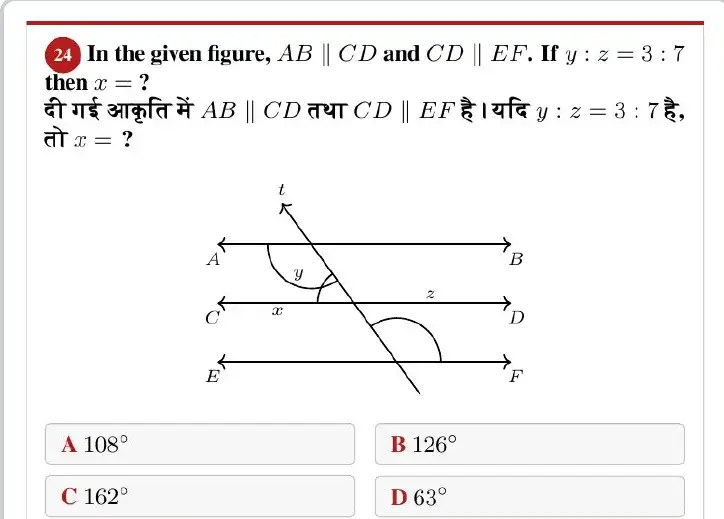 24 In the given figure, AB ∥ CD and CD ∥ EF. If y : z = 3 : 7
then x = ?
दी गई आकृति में AB ∥ CD तथा CD ∥ EF है। यदि y : z = 3 : 7 है,
तो x = ?
t
A B
y
z
C x D
E F
A 108°
B 126°
C 162°
D 63°